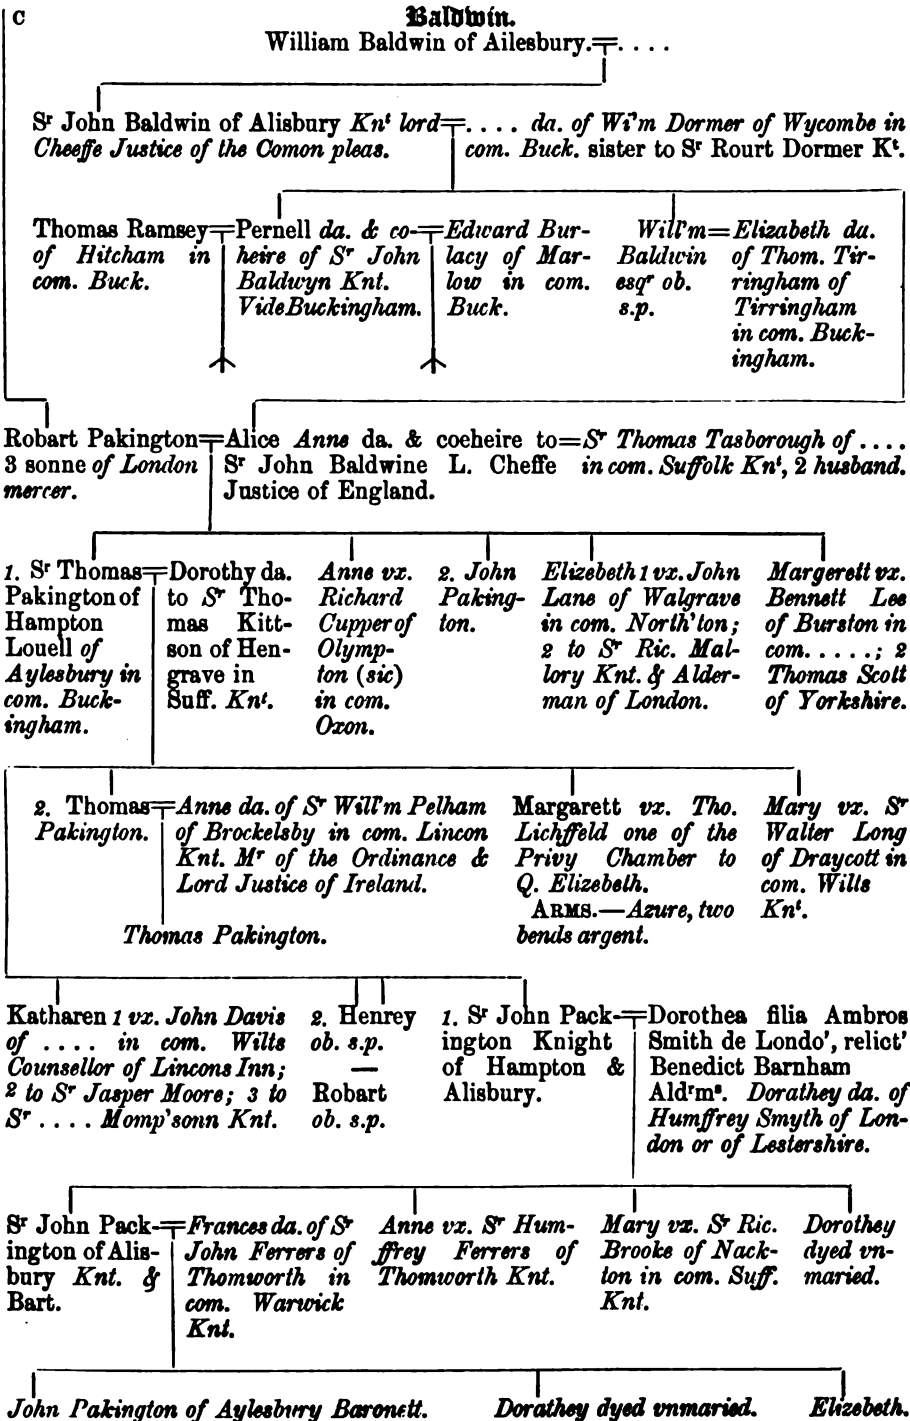 C
Baldwin.
William Baldwin of Ailesbury.=. . . .
Sr John Baldwin of Alisbury Knt lord
Cheeffe Justice of the Comon pleas.
=. . . . da. of Wi'm Dormer of Wycombe in
com. Buck. sister to Sr Rourt Dormer Kt.
Thomas Ramsey=
of Hitcham in
com. Buck.
Pernell da. & co-=
heire of Sr John
Baldwyn Knt.
Vide Buckingham.
Edward Bur-
lacy of Mar-
low in com.
Buck.
Will'm=
Baldwin
esqr ob.
s.p.
Elizabeth da.
of Thom. Tir-
ringham of
Tirringham
in com. Buck-
ingham.
Robart Pakington=
3 sonne of London
mercer.
Alice Anne da. & coeheire to=
Sr John Baldwine L. Cheffe
Justice of England.
Sr Thomas Tasborough of . . . .
in com. Suffolk Knt, 2 husband.
1. Sr Thomas=
Pakington of
Hampton
Louell of
Aylesbury in
com. Buck-
ingham.
Dorothy da.
to Sr Tho-
mas Kitt-
son of Hen-
grave in
Suff. Knt.
Anne vx.
Richard
Cupper of
Olymp-
ton (sic)
in com.
Oxon.
2. John
Paking-
ton.
Elizebeth 1 vx. John
Lane of Walgrave
in com. North'ton;
2 to Sr Ric. Mal-
lory Knt. & Alder-
man of London.
Margerett vx.
Bennett Lee
of Burston in
com. . . . . ; 2
Thomas Scott
of Yorkshire.
2. Thomas=
Pakington.
Anne da. of Sr Will'm Pelham
of Brockelsby in com. Lincon
Knt. Mr of the Ordinance &
Lord Justice of Ireland.
Thomas Pakington.
Margarett vx. Tho.
Lichffeld one of the
Privy Chamber to
Q. Elizebeth.
ARMS.—Azure, two
bends argent.
Mary vx. Sr
Walter Long
of Draycott in
com. Wilts
Knt.
Katharen 1 vx. John Davis
of . . . . in com. Wilts
Counsellor of Lincons Inn;
2 to Sr Jasper Moore; 3 to
Sr . . . . Momp'sonn Knt.
2. Henrey
ob. s.p.
—
Robart
ob. s.p.
1. Sr John Pack-=
ington Knight
of Hampton &
Alisbury.
Dorothea filia Ambros
Smith de Londo', relict'
Benedict Barnham
Aldrms. Dorathey da. of
Humffrey Smyth of Lon-
don or of Lestershire.
Sr John Pack-=
ington of Alis-
bury Knt. &
Bart.
Frances da. of Sr
John Ferrers of
Thomworth in
com. Warwick
Knt.
Anne vx. Sr Hum-
ffrey Ferrers of
Thomworth Knt.
Mary vx. Sr Ric.
Brooke of Nack-
ton in com. Suff.
Knt.
Dorothey
dyed vn-
maried.
John Pakington of Aylesbury Baronett.
Dorathey dyed vnmaried.
Elizebeth.